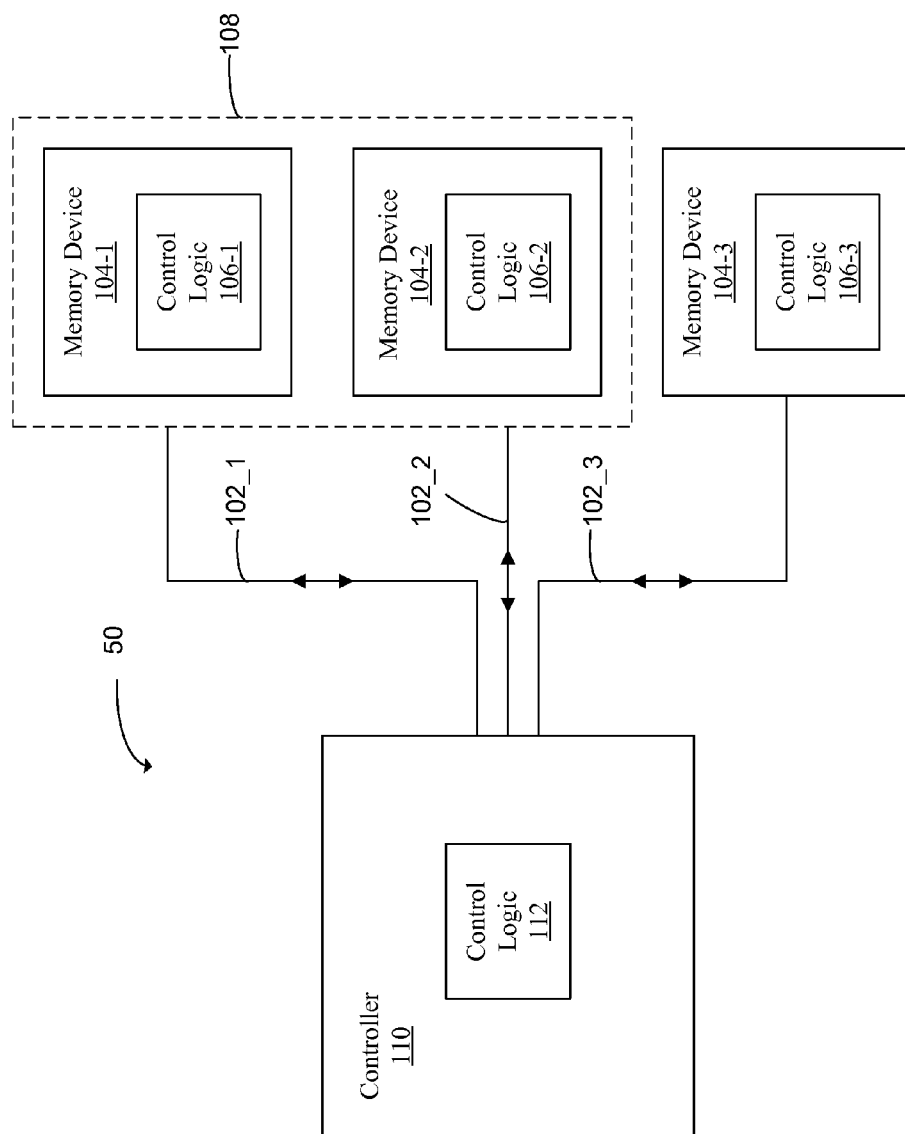 50
108
Memory Device
104-1
Control
Logic
106-1
Memory Device
104-2
Control
Logic
106-2
Memory Device
104-3
Control
Logic
106-3
102_1
102_2
102_3
Controller
110
Control
Logic
112